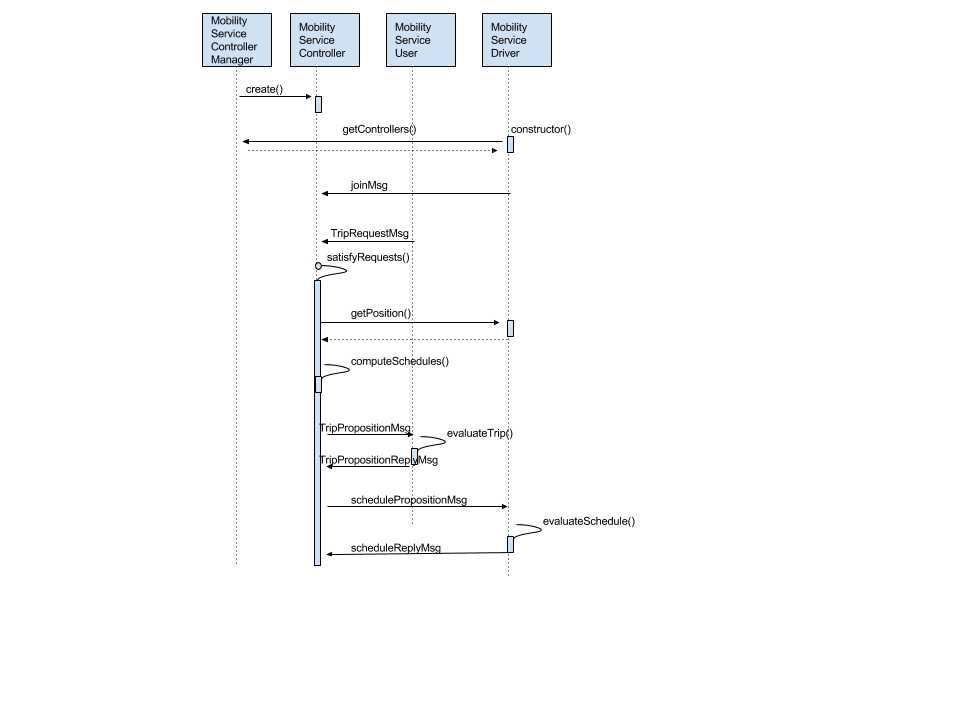 Mobility
Service
Controller
Manager
Mobility
Service
Controller
Mobility
Service
User
Mobility
Service
Driver
create()
getControllers()
constructor()
joinMsg
TripRequestMsg
satisfyRequests()
getPosition()
computeSchedules()
TripPropositionMsg
evaluateTrip()
TripPropositionReplyMsg
schedulePropositionMsg
evaluateSchedule()
scheduleReplyMsg